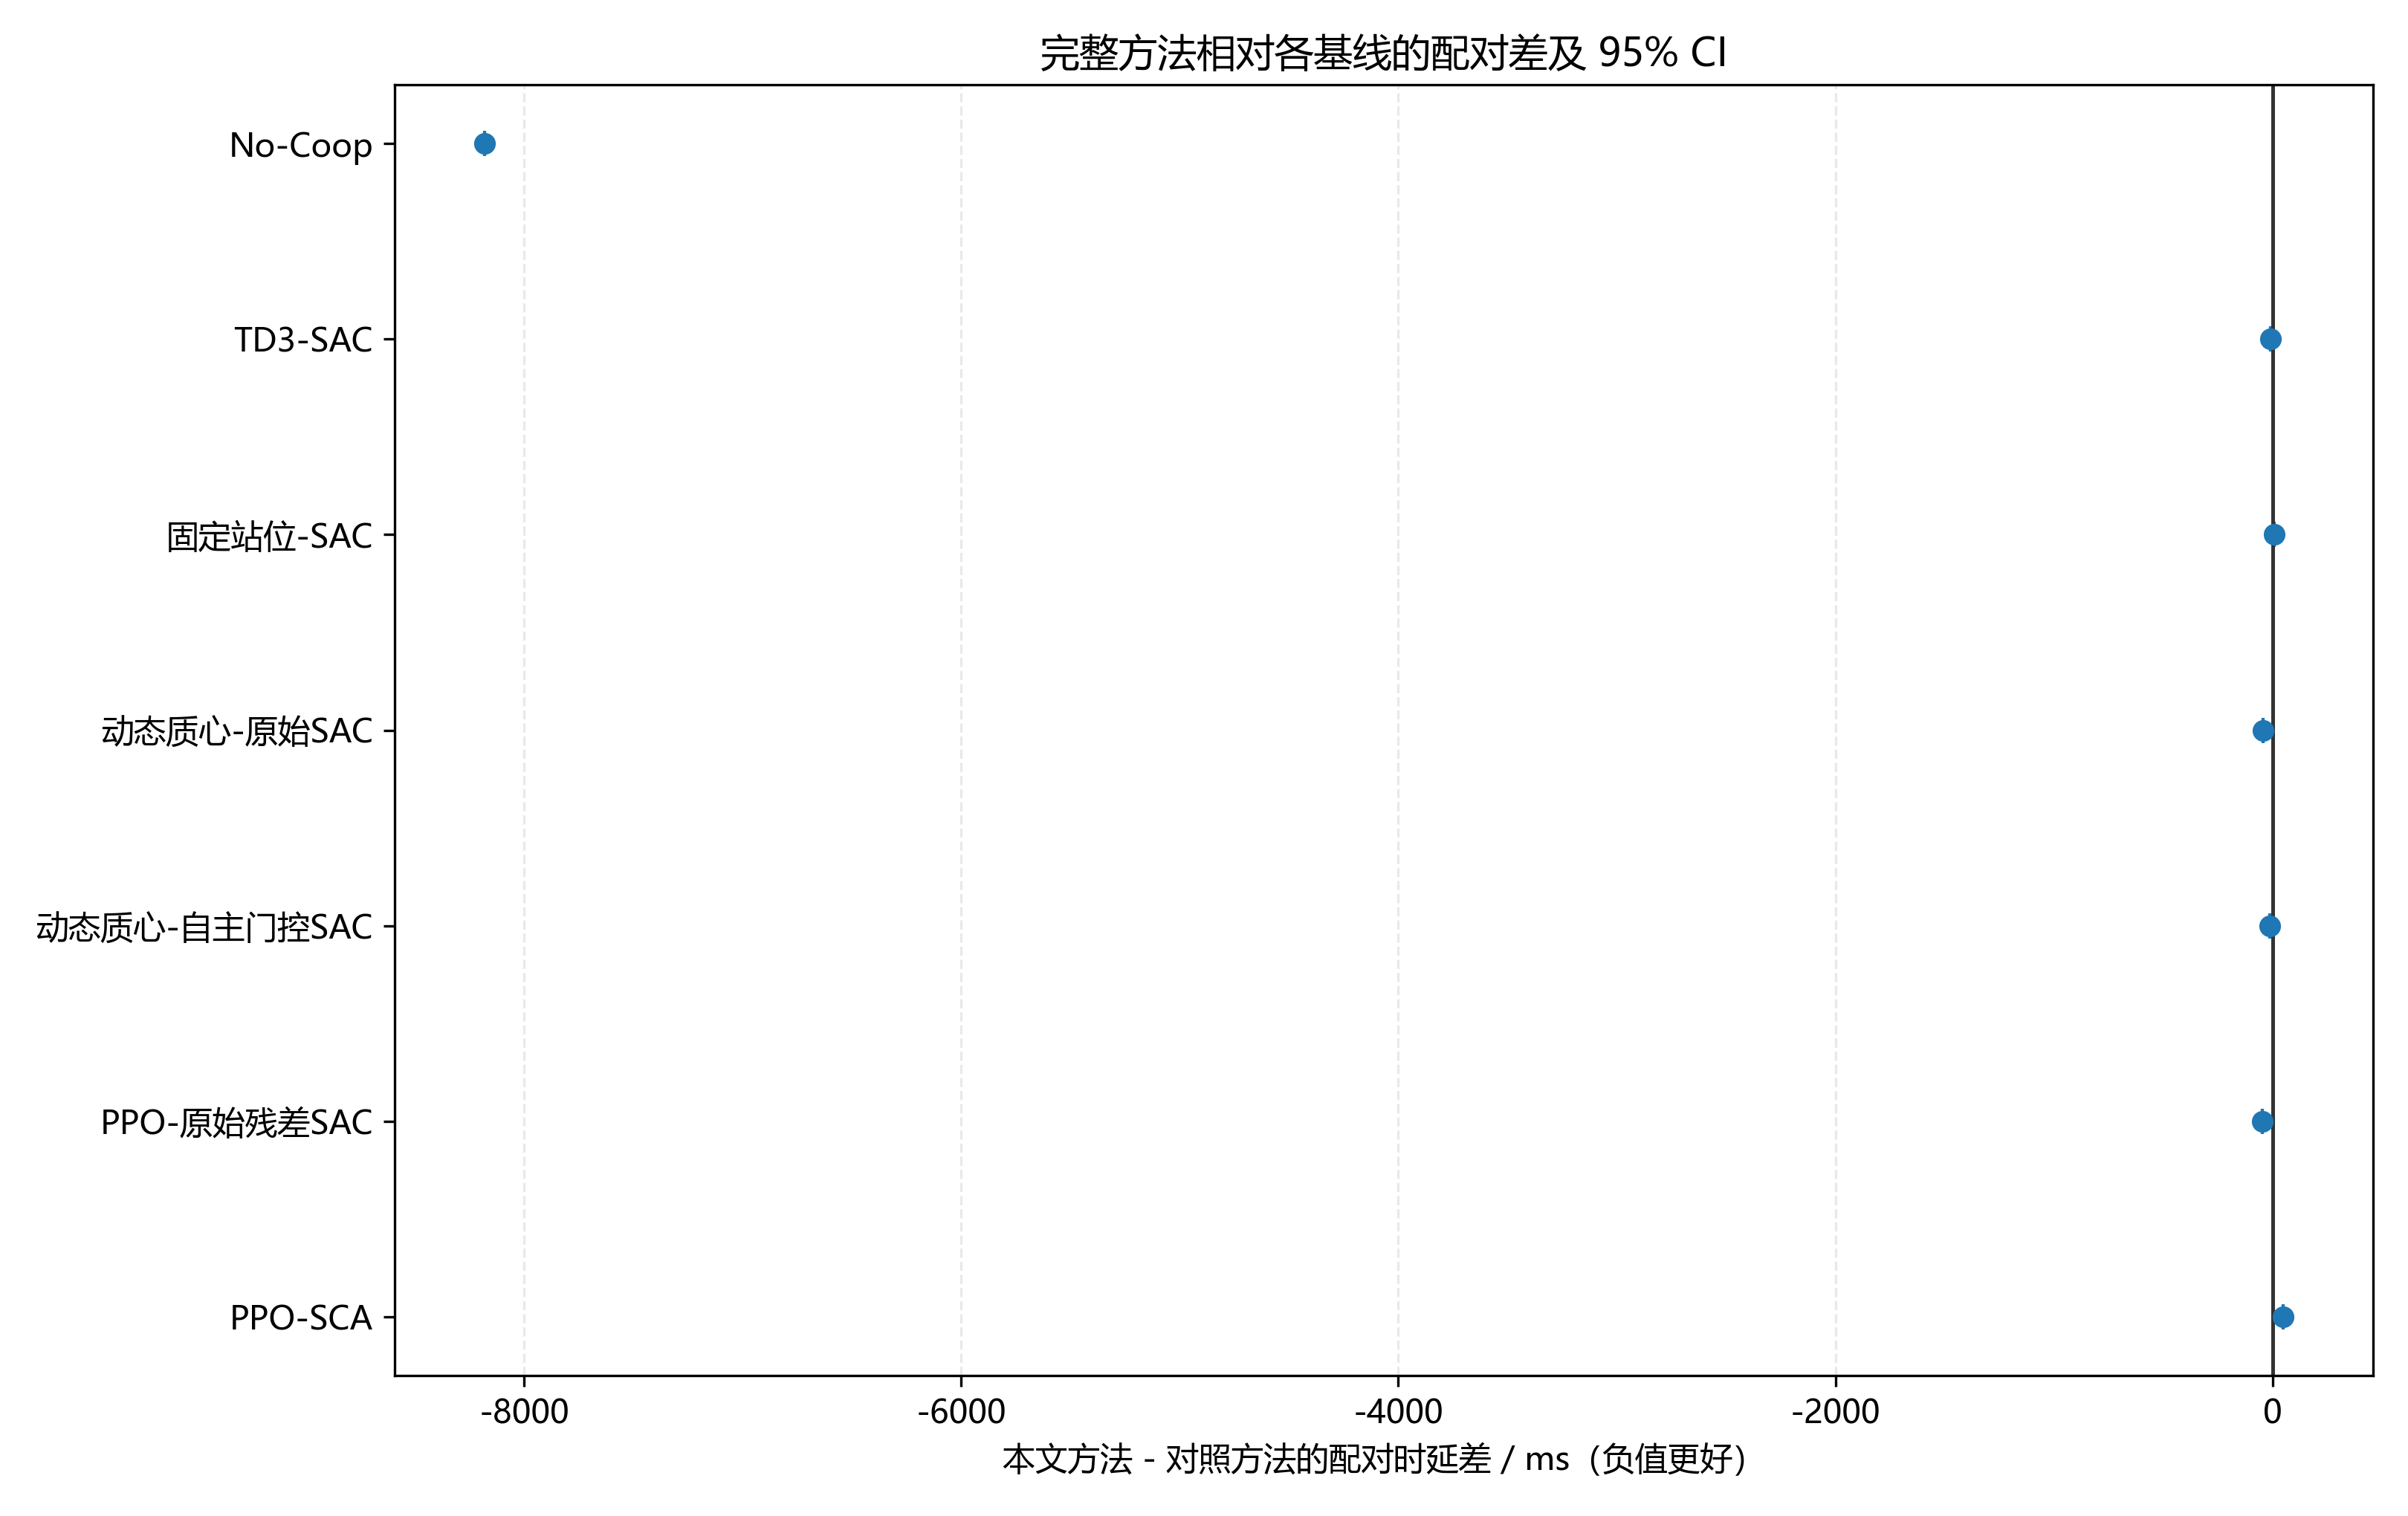 完整方法相对各基线的配对差及 95% CI
No-Coop
TD3-SAC
固定站位-SAC
动态质心-原始SAC
动态质心-自主门控SAC
PPO-原始残差SAC
PPO-SCA
-8000 -6000 -4000 -2000 0
本文方法 - 对照方法的配对时延差 / ms（负值更好）